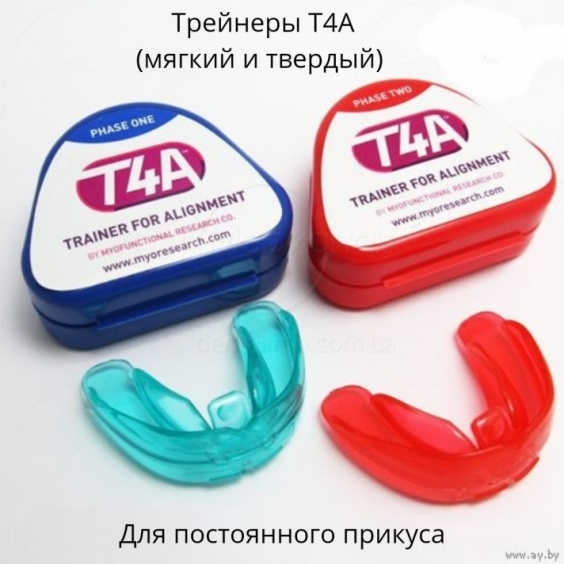 Трейнеры Т4А
(мягкий и твердый)
PHASE ONE
T4A
TRAINER FOR ALIGNMENT
BY MYOFUNCTIONAL RESEARCH CO.
www.myoresearch.com
PHASE TWO
T4A
TRAINER FOR ALIGNMENT
BY MYOFUNCTIONAL RESEARCH CO.
www.myoresearch.com
Для постоянного прикуса
www.ay.by